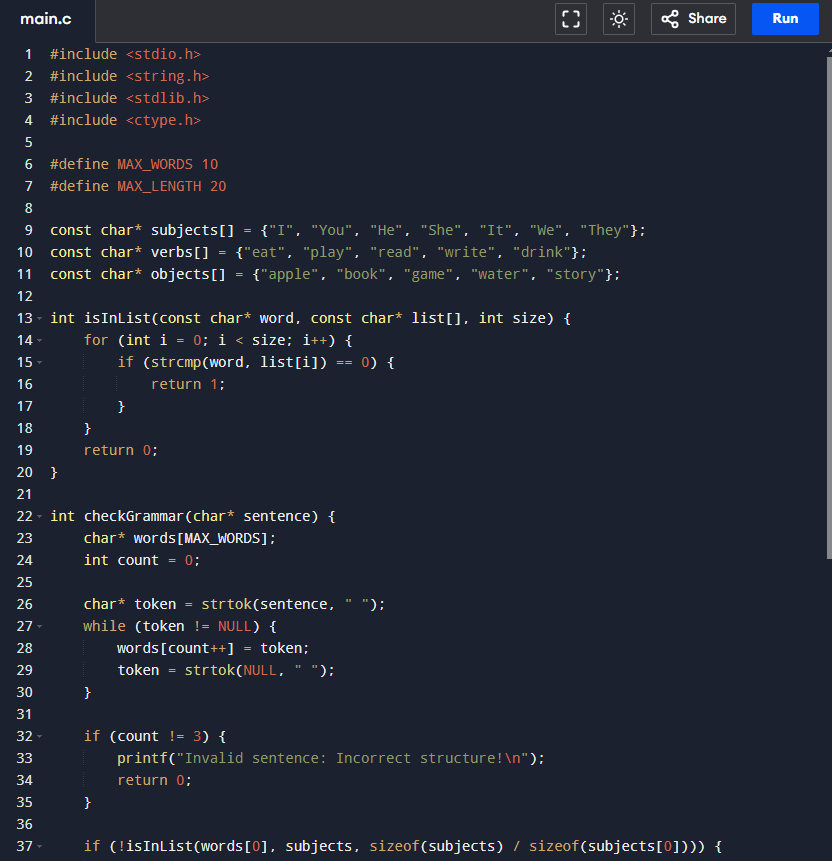 main.c
Share
Run
1 #include <stdio.h>
2 #include <string.h>
3 #include <stdlib.h>
4 #include <ctype.h>
5
6 #define MAX_WORDS 10
7 #define MAX_LENGTH 20
8
9 const char* subjects[] = {"I", "You", "He", "She", "It", "We", "They"};
10 const char* verbs[] = {"eat", "play", "read", "write", "drink"};
11 const char* objects[] = {"apple", "book", "game", "water", "story"};
12
13 int isInList(const char* word, const char* list[], int size) {
14     for (int i = 0; i < size; i++) {
15         if (strcmp(word, list[i]) == 0) {
16             return 1;
17         }
18     }
19     return 0;
20 }
21
22 int checkGrammar(char* sentence) {
23     char* words[MAX_WORDS];
24     int count = 0;
25
26     char* token = strtok(sentence, " ");
27     while (token != NULL) {
28         words[count++] = token;
29         token = strtok(NULL, " ");
30     }
31
32     if (count != 3) {
33         printf("Invalid sentence: Incorrect structure!\n");
34         return 0;
35     }
36
37     if (!isInList(words[0], subjects, sizeof(subjects) / sizeof(subjects[0]))) {